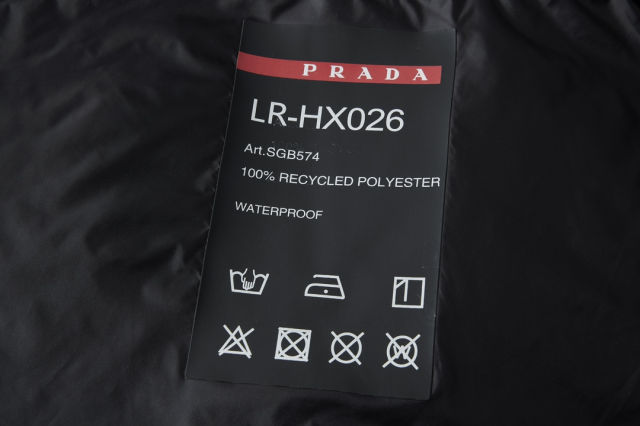 PRADA
LR-HX026
Art.SGB574
100% RECYCLED POLYESTER
WATERPROOF
W